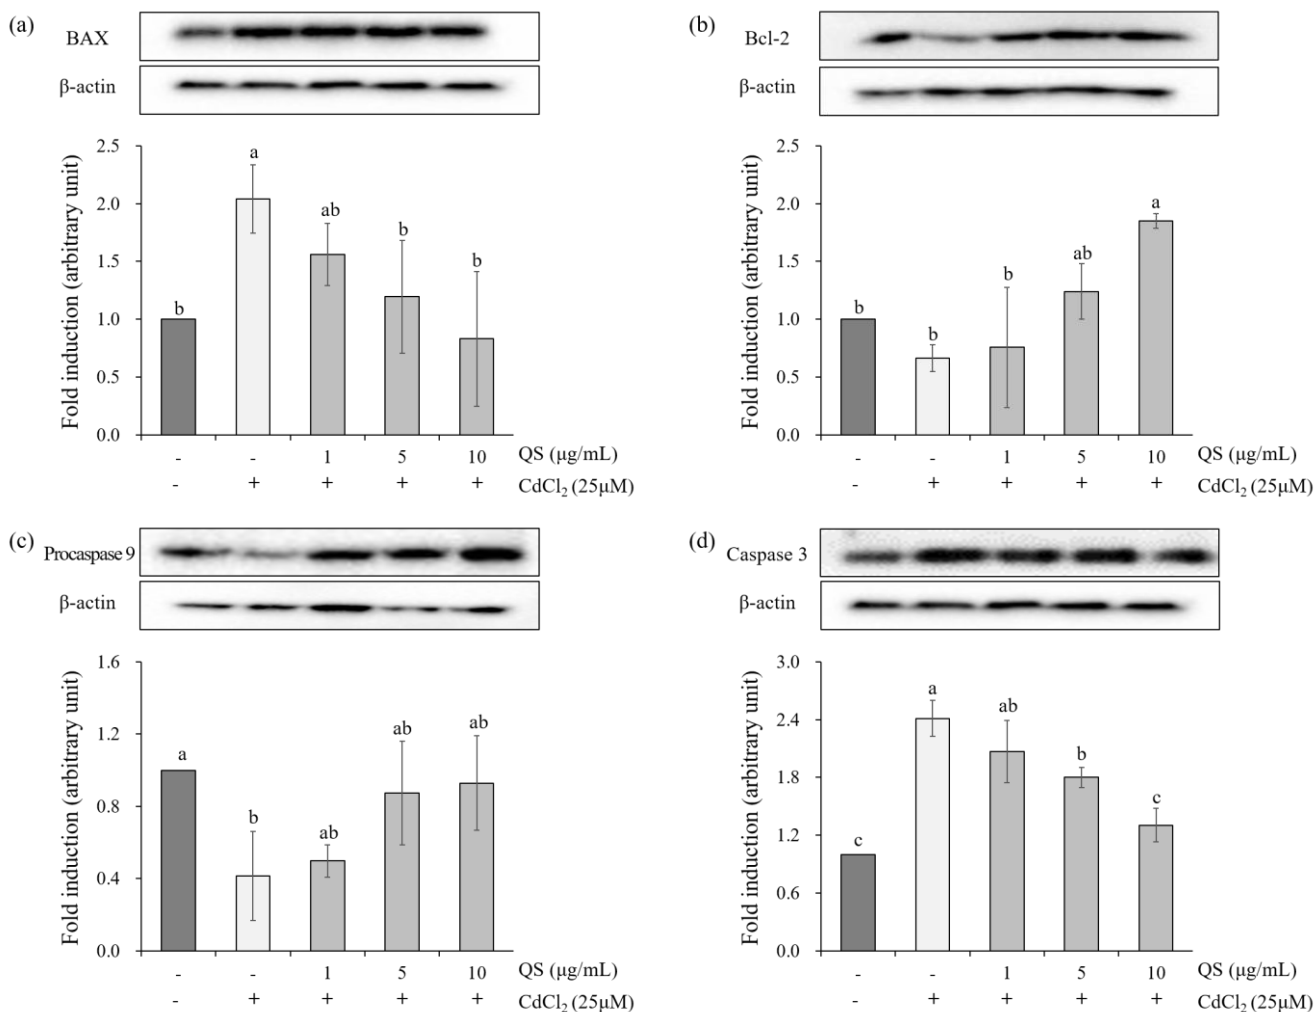 (a)
BAX
β-actin
Fold induction (arbitrary unit)
2.5
2.0
1.5
1.0
0.5
0.0
b
a
ab
b
b
- - 1 5 10 QS (μg/mL)
- + + + + CdCl₂ (25μM)
(b)
Bcl-2
β-actin
Fold induction (arbitrary unit)
2.5
2.0
1.5
1.0
0.5
0.0
b
b
b
ab
a
- - 1 5 10 QS (μg/mL)
- + + + + CdCl₂ (25μM)
(c)
Procaspase 9
β-actin
Fold induction (arbitrary unit)
1.6
1.2
0.8
0.4
0.0
a
b
ab
ab
ab
- - 1 5 10 QS (μg/mL)
- + + + + CdCl₂ (25μM)
(d)
Caspase 3
β-actin
Fold induction (arbitrary unit)
3.0
2.4
1.8
1.2
0.6
0.0
c
a
ab
b
c
- - 1 5 10 QS (μg/mL)
- + + + + CdCl₂ (25μM)